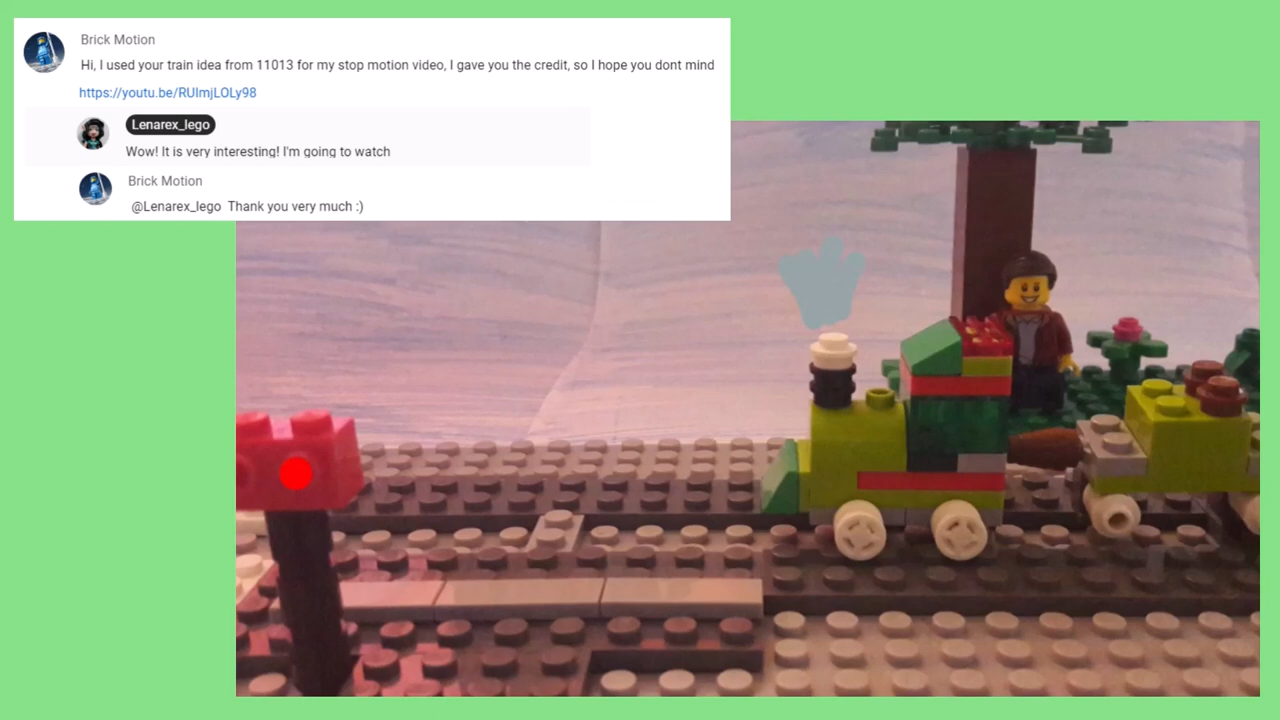 Brick Motion
Hi, I used your train idea from 11013 for my stop motion video, I gave you the credit, so I hope you dont mind
https://youtu.be/RUImjLOLy98
Lenarex_lego
Wow! It is very interesting! I'm going to watch
Brick Motion
@Lenarex_lego Thank you very much :)